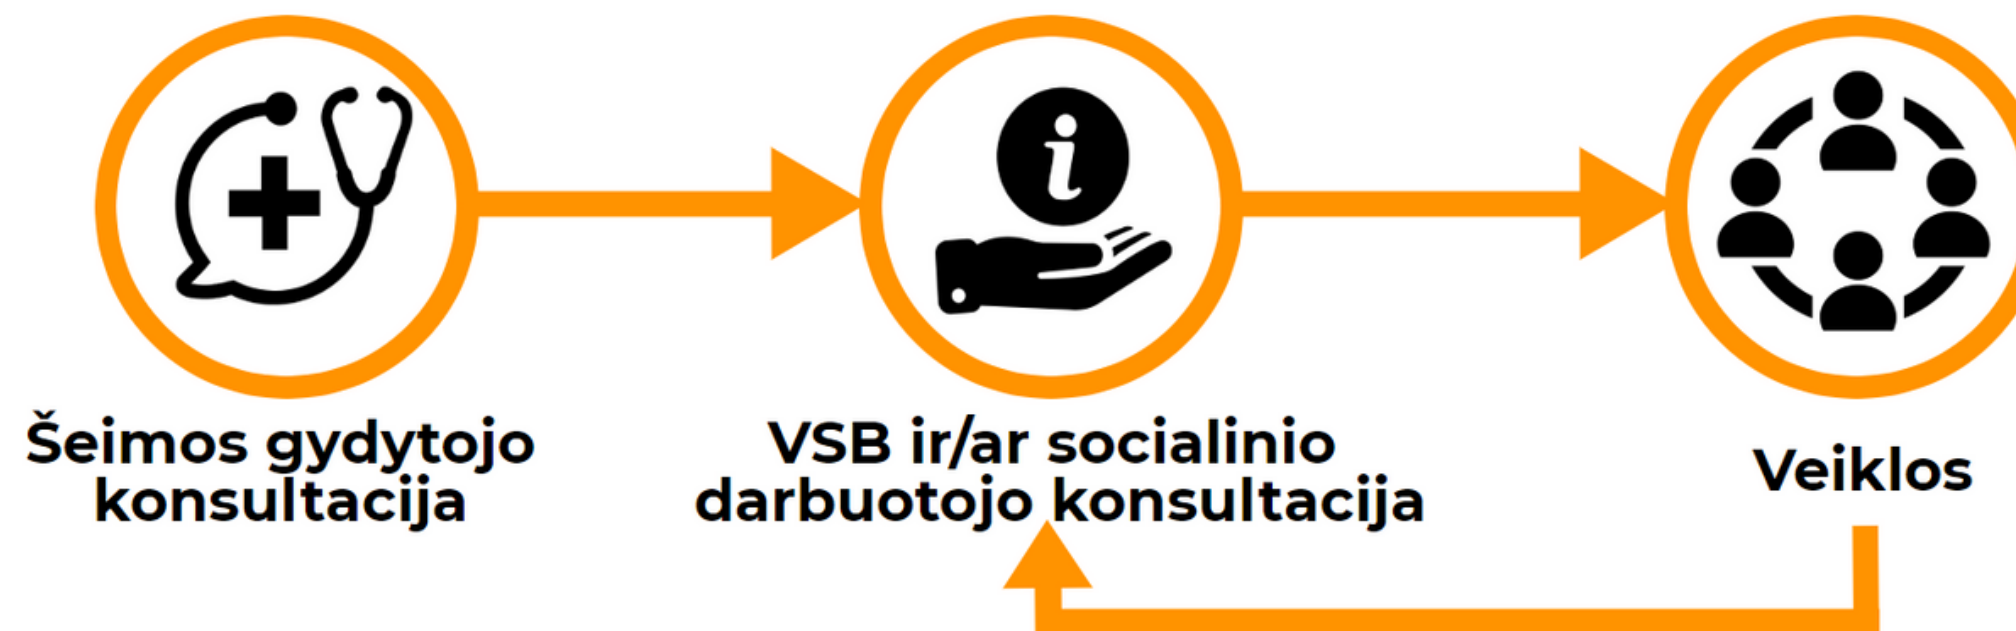 Šeimos gydytojo
konsultacija
VSB ir/ar socialinio
darbuotojo konsultacija
Veiklos